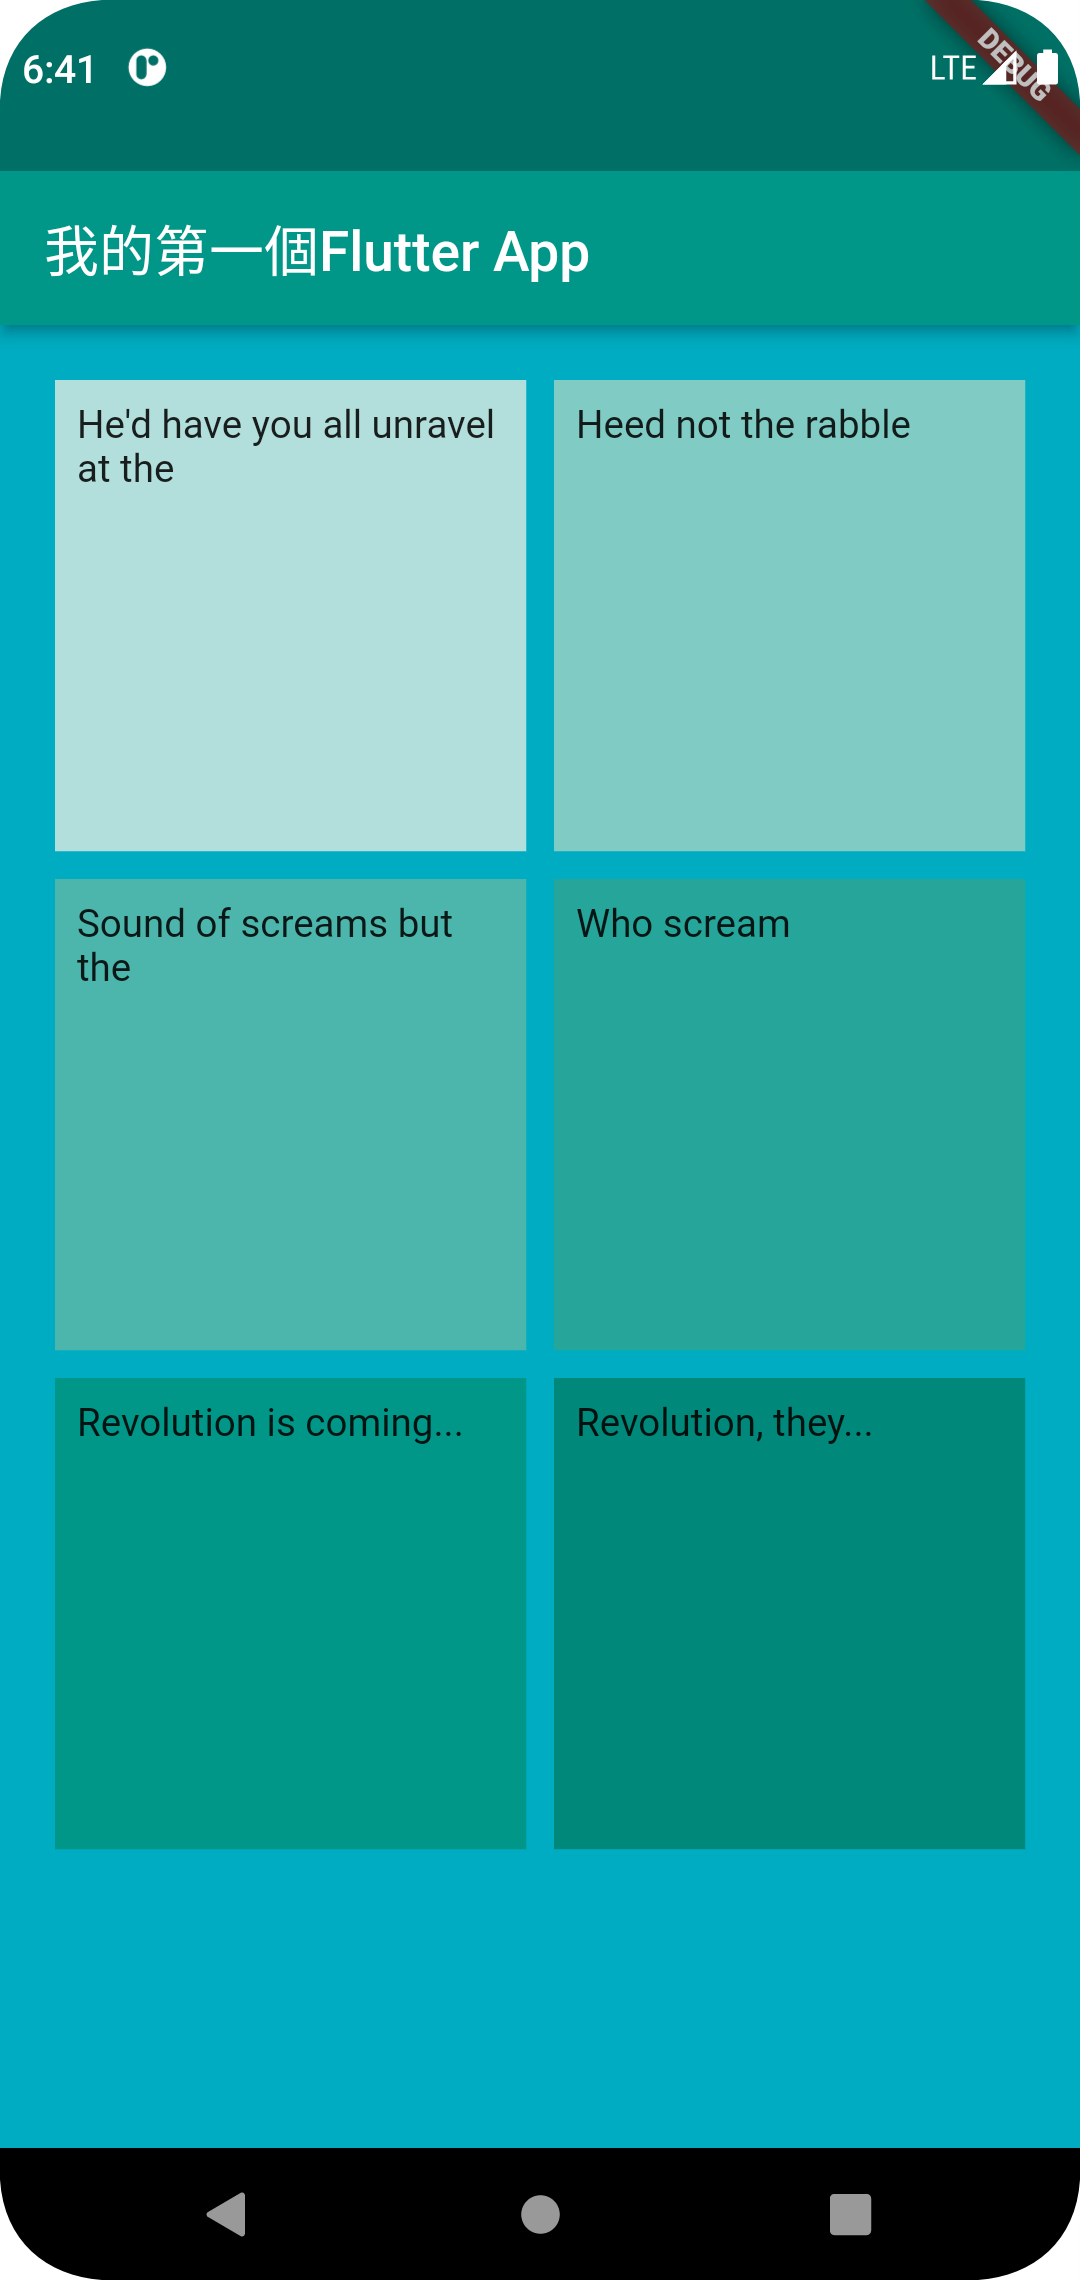 6:41
LTE
DEBUG
我的第一個Flutter App
He'd have you all unravel
at the
Heed not the rabble
Sound of screams but
the
Who scream
Revolution is coming...
Revolution, they...